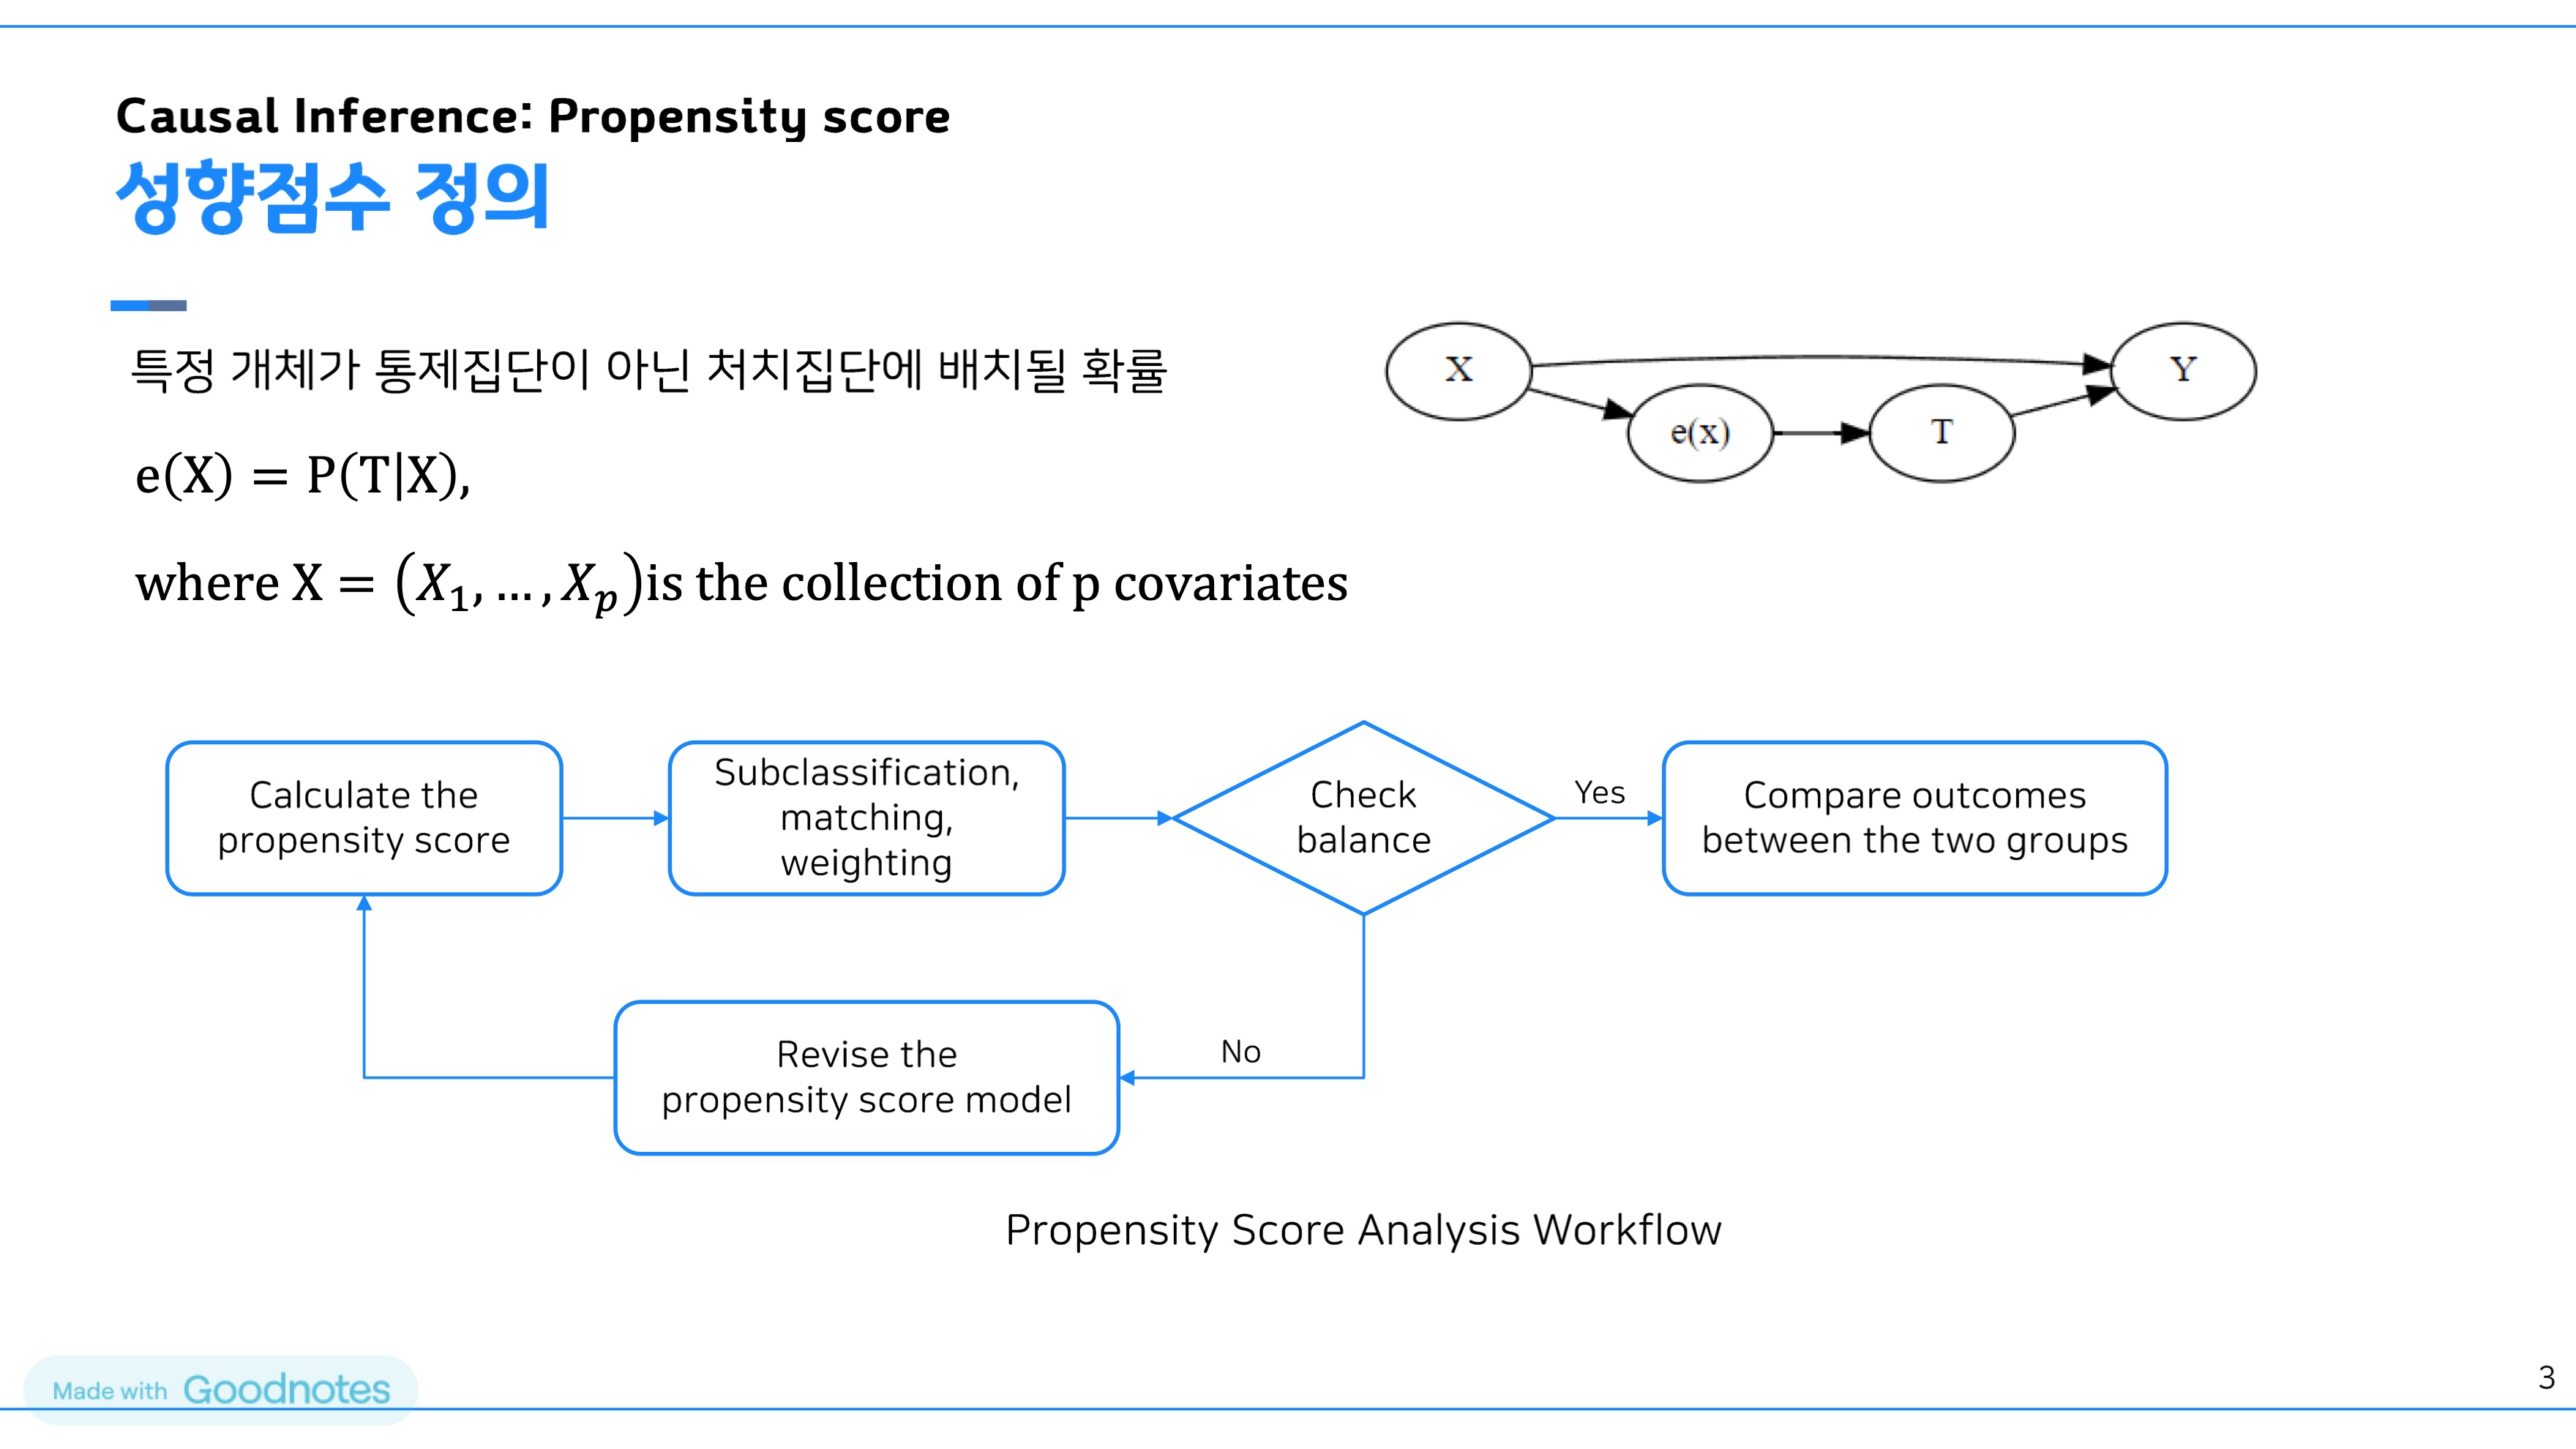 Causal Inference: Propensity score
성향점수 정의
특정 개체가 통제집단이 아닌 처치집단에 배치될 확률
e(X) = P(T|X),
where X = (X₁, … , Xₚ)is the collection of p covariates
X
Y
e(x)
T
Calculate the
propensity score
Subclassification,
matching,
weighting
Check
balance
Yes
Compare outcomes
between the two groups
No
Revise the
propensity score model
Propensity Score Analysis Workflow
Made with Goodnotes
3